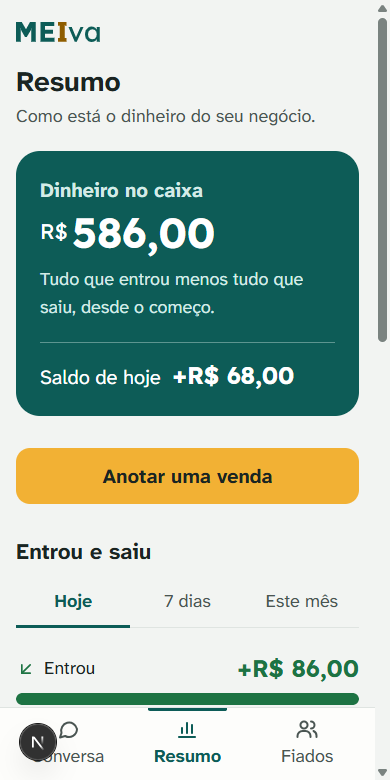 MEIva
Resumo
Como está o dinheiro do seu negócio.
Dinheiro no caixa
R$ 586,00
Tudo que entrou menos tudo que
saiu, desde o começo.
Saldo de hoje +R$ 68,00
Anotar uma venda
Entrou e saiu
Hoje 7 dias Este mês
Entrou +R$ 86,00
N onversa Resumo Fiados